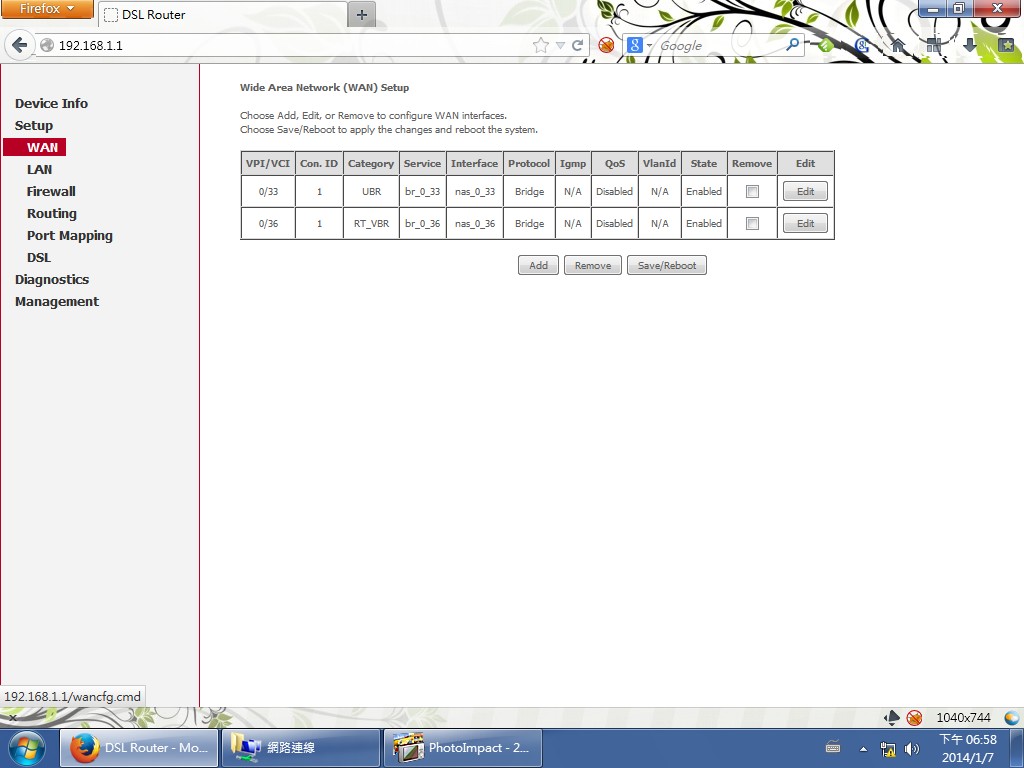 Firefox
DSL Router
192.168.1.1
Google
Device Info
Setup
WAN
LAN
Firewall
Routing
Port Mapping
DSL
Diagnostics
Management
Wide Area Network (WAN) Setup
Choose Add, Edit, or Remove to configure WAN interfaces.
Choose Save/Reboot to apply the changes and reboot the system.
VPI/VCI Con. ID Category Service Interface Protocol Igmp QoS VlanId State Remove Edit
0/33 1 UBR br_0_33 nas_0_33 Bridge N/A Disabled N/A Enabled Edit
0/36 1 RT_VBR br_0_36 nas_0_36 Bridge N/A Disabled N/A Enabled Edit
Add Remove Save/Reboot
192.168.1.1/wancfg.cmd
1040x744
DSL Router - Mo... 網路連線 PhotoImpact - 2...
下午 06:58
2014/1/7